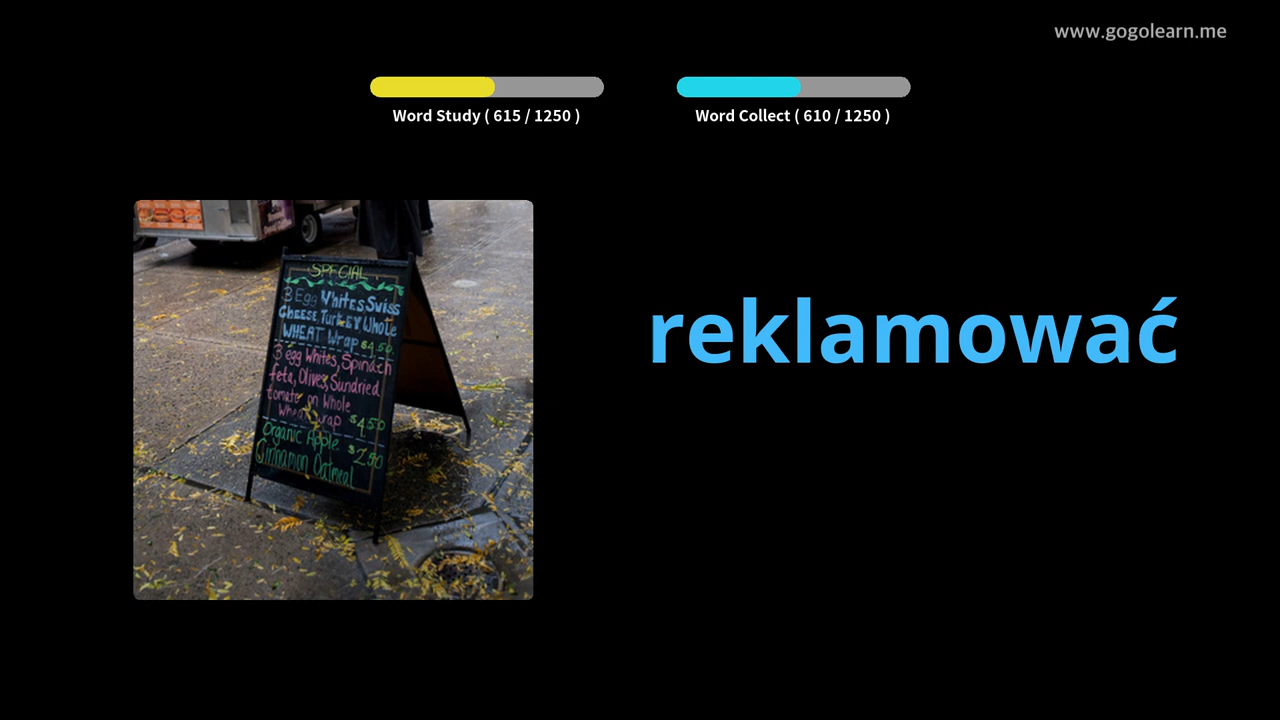 www.gogolearn.me
Word Study ( 615 / 1250 )
Word Collect ( 610 / 1250 )
reklamować
SPECIAL
3 Egg Whites, Swiss
Cheese, Turkey Whole
WHEAT Wrap $4.50
3 egg Whites, Spinach
feta, Olives, Sundried
tomato on Whole
Wheat Wrap $4.50
Organic Apple
Cinnamon Oatmeal $2.50